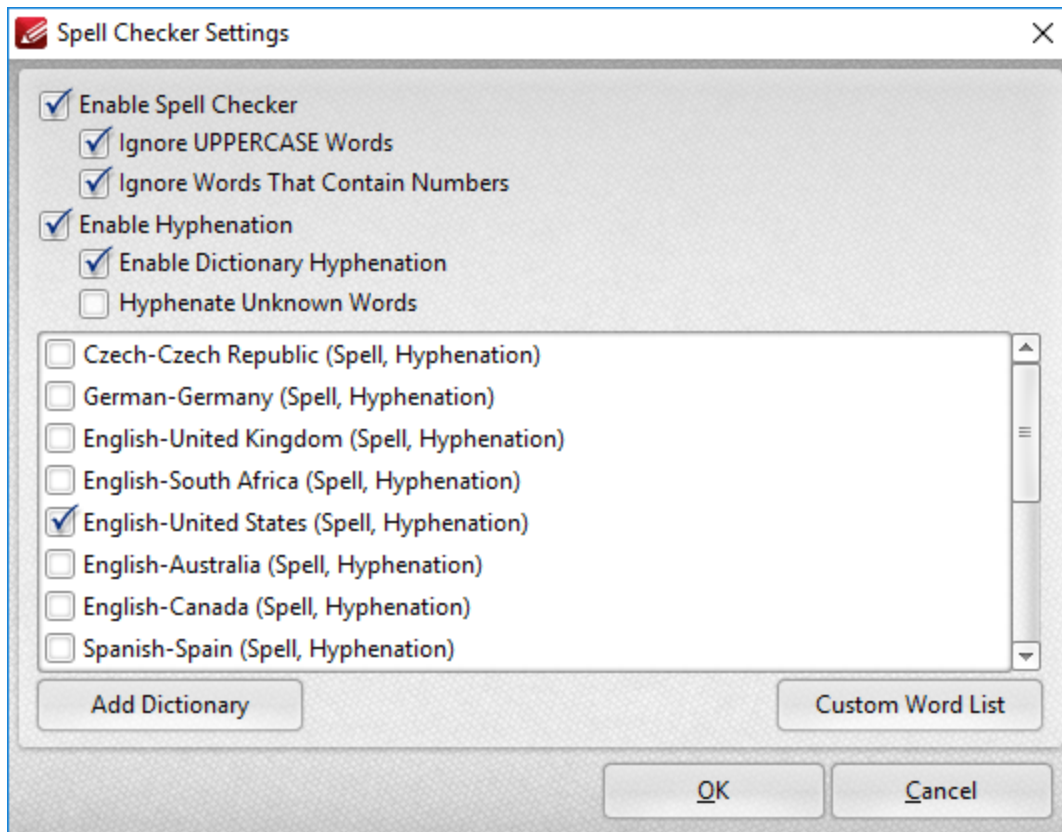 Spell Checker Settings
Enable Spell Checker
Ignore UPPERCASE Words
Ignore Words That Contain Numbers
Enable Hyphenation
Enable Dictionary Hyphenation
Hyphenate Unknown Words
Czech-Czech Republic (Spell, Hyphenation)
German-Germany (Spell, Hyphenation)
English-United Kingdom (Spell, Hyphenation)
English-South Africa (Spell, Hyphenation)
English-United States (Spell, Hyphenation)
English-Australia (Spell, Hyphenation)
English-Canada (Spell, Hyphenation)
Spanish-Spain (Spell, Hyphenation)
Add Dictionary Custom Word List
OK Cancel